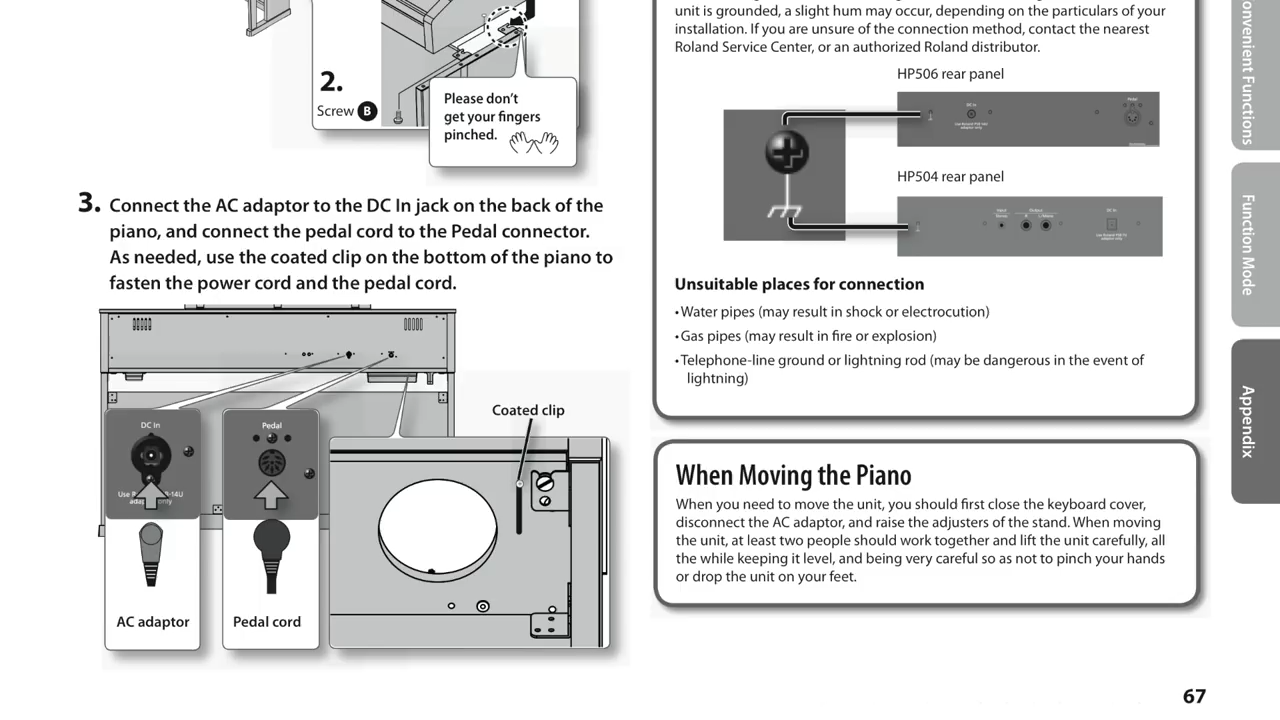 2.
Screw B
Please don't
get your fingers
pinched.
3. Connect the AC adaptor to the DC In jack on the back of the
piano, and connect the pedal cord to the Pedal connector.
As needed, use the coated clip on the bottom of the piano to
fasten the power cord and the pedal cord.
DC In
Pedal
Coated clip
AC adaptor
Pedal cord
unit is grounded, a slight hum may occur, depending on the particulars of your
installation. If you are unsure of the connection method, contact the nearest
Roland Service Center, or an authorized Roland distributor.
HP506 rear panel
DC In
Pedal
HP504 rear panel
Input
Output
Stereo
R
L/Mono
DC In
Unsuitable places for connection
• Water pipes (may result in shock or electrocution)
• Gas pipes (may result in fire or explosion)
• Telephone-line ground or lightning rod (may be dangerous in the event of
lightning)
When Moving the Piano
When you need to move the unit, you should first close the keyboard cover,
disconnect the AC adaptor, and raise the adjusters of the stand. When moving
the unit, at least two people should work together and lift the unit carefully, all
the while keeping it level, and being very careful so as not to pinch your hands
or drop the unit on your feet.
Functions
Function Mode
Appendix
67